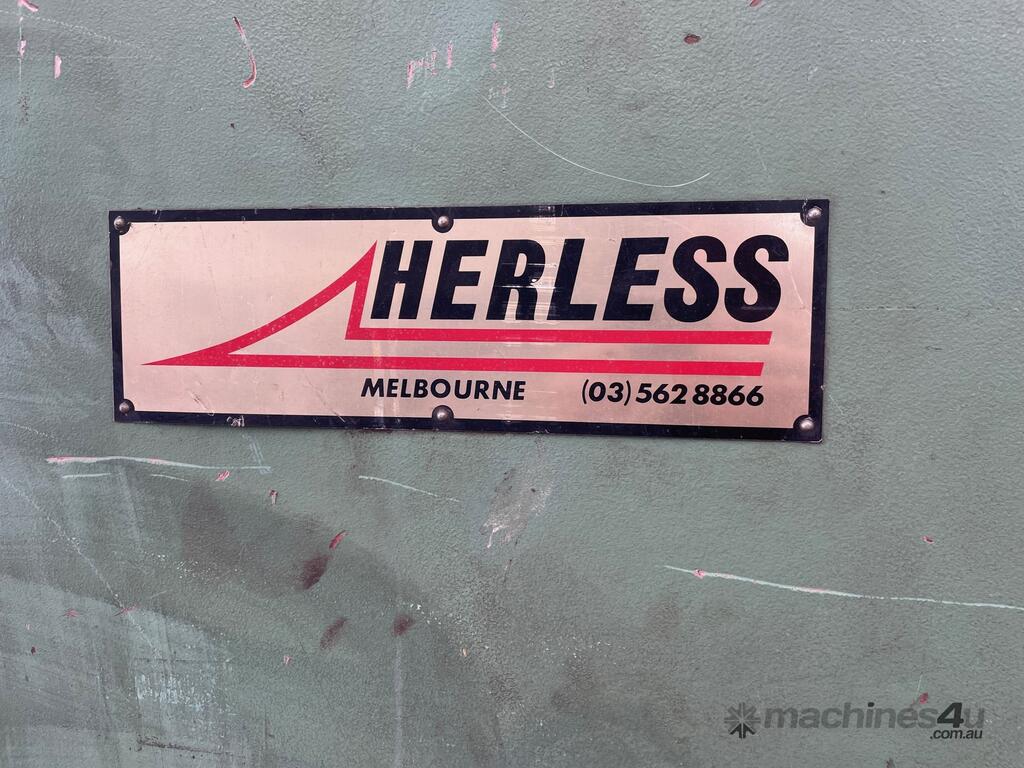 HERLESS
MELBOURNE (03) 562 8866
machines4u
.com.au